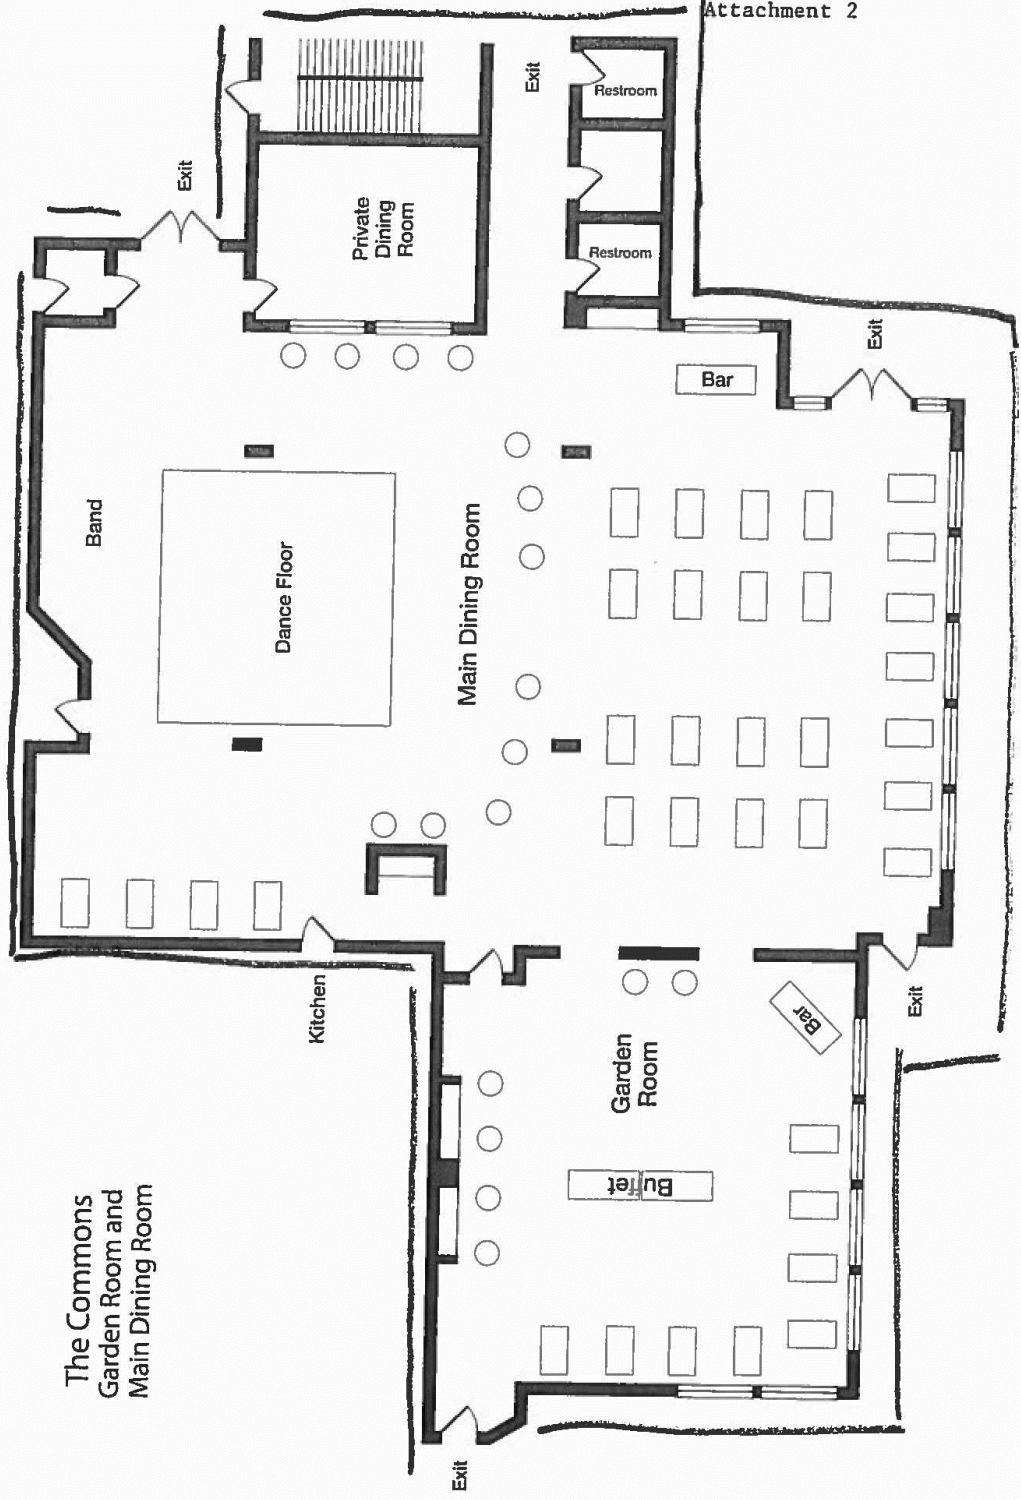 Attachment 2
Exit
Restroom
Exit
Private
Dining
Room
Restroom
Exit
Bar
Band
Dance Floor
Main Dining Room
Kitchen
Exit
Bar
Garden
Room
Buffet
The Commons
Garden Room and
Main Dining Room
Exit